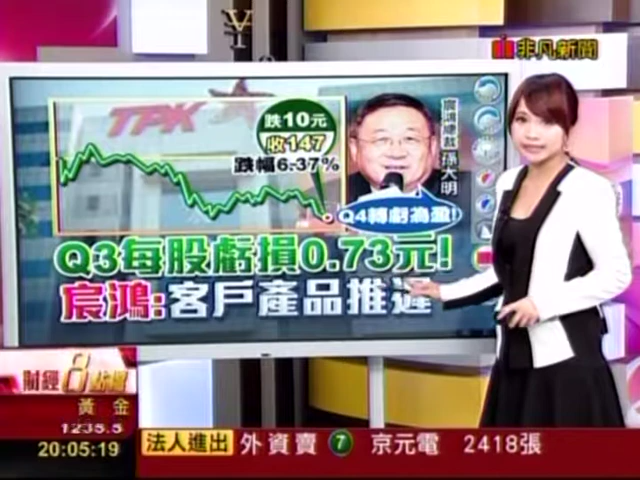 非凡新聞
TPK
跌10元
收147
跌幅6.37%
宸鴻總裁 孫大明
Q4轉虧為盈!
Q3每股虧損0.73元!
宸鴻:客戶產品推遲
財經8點檔
黃金
1235.5
20:05:19
法人進出 外資賣 7 京元電 2418張